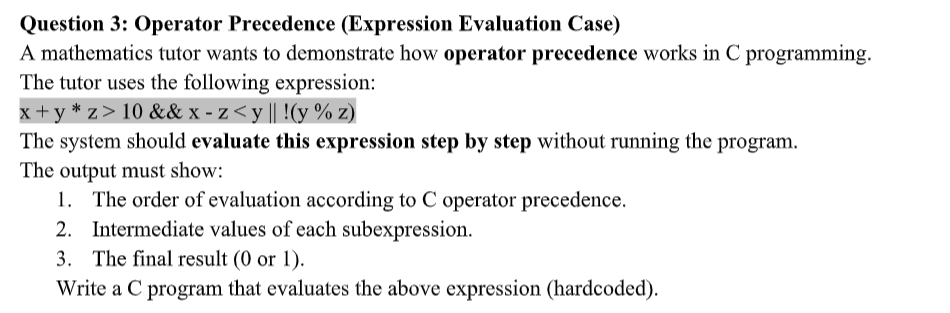 Question 3: Operator Precedence (Expression Evaluation Case)
A mathematics tutor wants to demonstrate how operator precedence works in C programming.
The tutor uses the following expression:
x + y * z > 10 && x - z < y || !(y % z)
The system should evaluate this expression step by step without running the program.
The output must show:
1. The order of evaluation according to C operator precedence.
2. Intermediate values of each subexpression.
3. The final result (0 or 1).
Write a C program that evaluates the above expression (hardcoded).